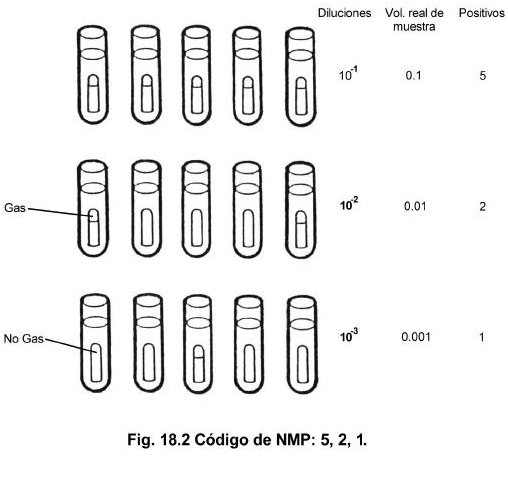 Diluciones Vol. real de muestra Positivos
10-1 0.1 5
Gas
10-2 0.01 2
No Gas
10-3 0.001 1
Fig. 18.2 Código de NMP: 5, 2, 1.